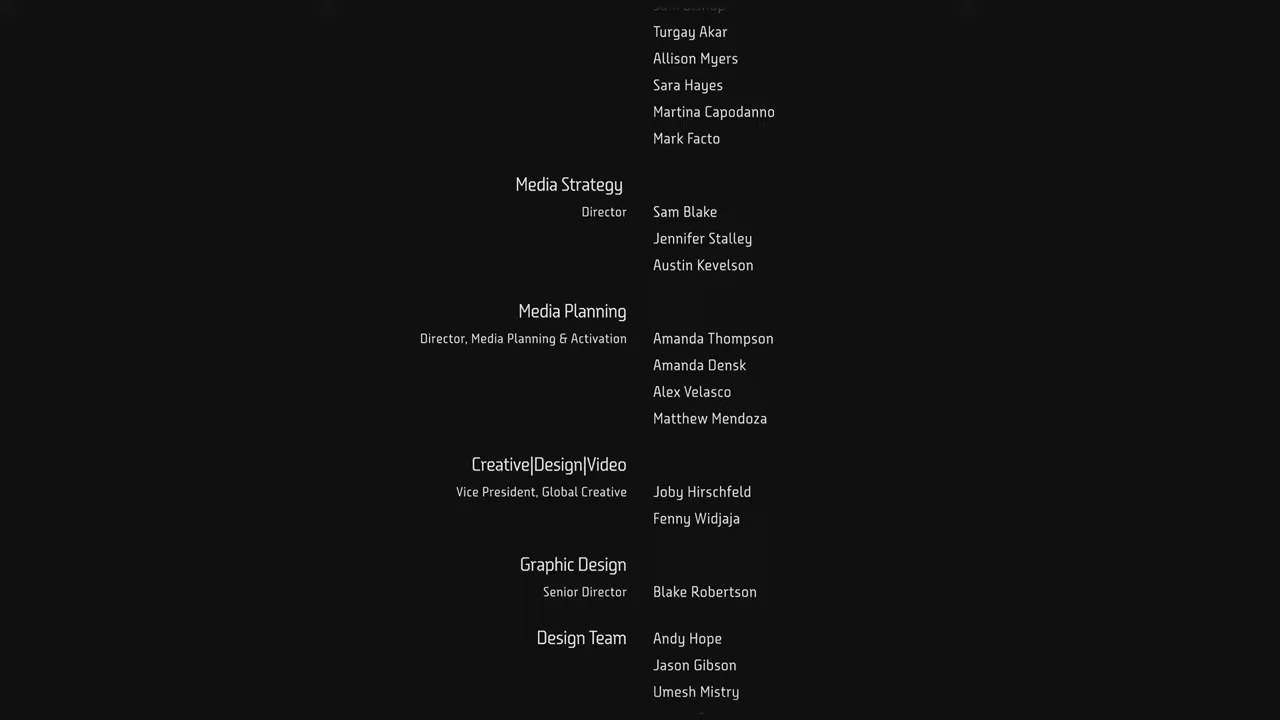 Turgay Akar
Allison Myers
Sara Hayes
Martina Capodanno
Mark Facto
Media Strategy
Director Sam Blake
Jennifer Stalley
Austin Kevelson
Media Planning
Director, Media Planning & Activation Amanda Thompson
Amanda Densk
Alex Velasco
Matthew Mendoza
Creative|Design|Video
Vice President, Global Creative Joby Hirschfeld
Fenny Widjaja
Graphic Design
Senior Director Blake Robertson
Design Team Andy Hope
Jason Gibson
Umesh Mistry